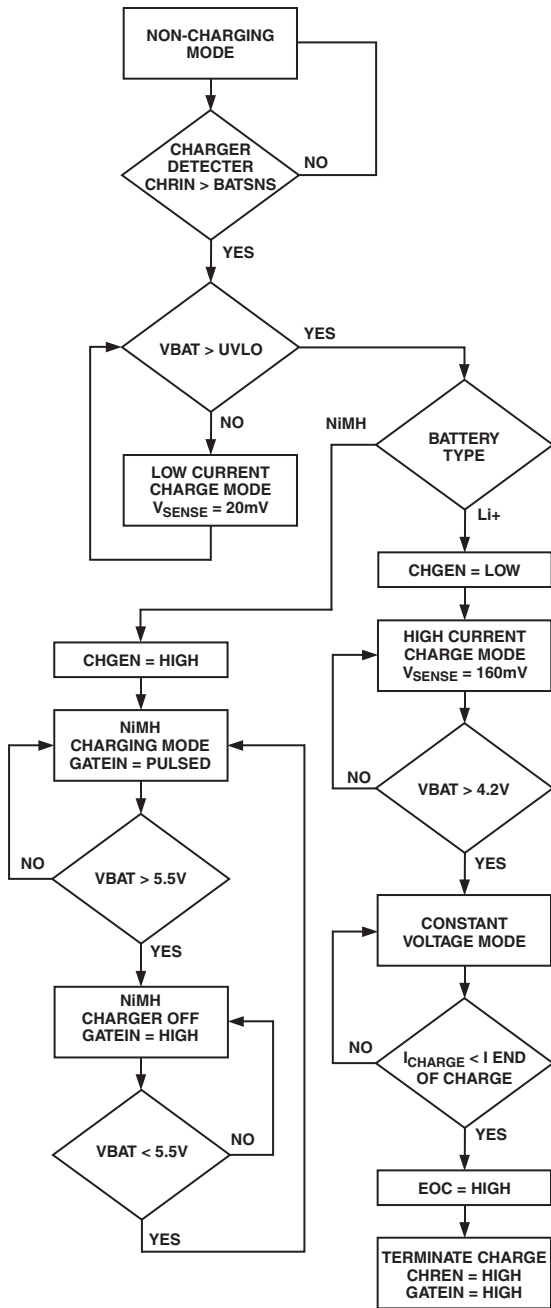 NON-CHARGING
MODE
CHARGER
DETECTER
CHRIN > BATSNS
NO
YES
VBAT > UVLO
YES
NO
LOW CURRENT
CHARGE MODE
VSENSE = 20mV
NiMH
BATTERY
TYPE
Li+
CHGEN = LOW
HIGH CURRENT
CHARGE MODE
VSENSE = 160mV
NO
VBAT > 4.2V
YES
CONSTANT
VOLTAGE MODE
NO
ICHARGE < I END
OF CHARGE
YES
EOC = HIGH
TERMINATE CHARGE
CHREN = HIGH
GATEIN = HIGH
CHGEN = HIGH
NiMH
CHARGING MODE
GATEIN = PULSED
NO
VBAT > 5.5V
YES
NiMH
CHARGER OFF
GATEIN = HIGH
NO
VBAT < 5.5V
YES